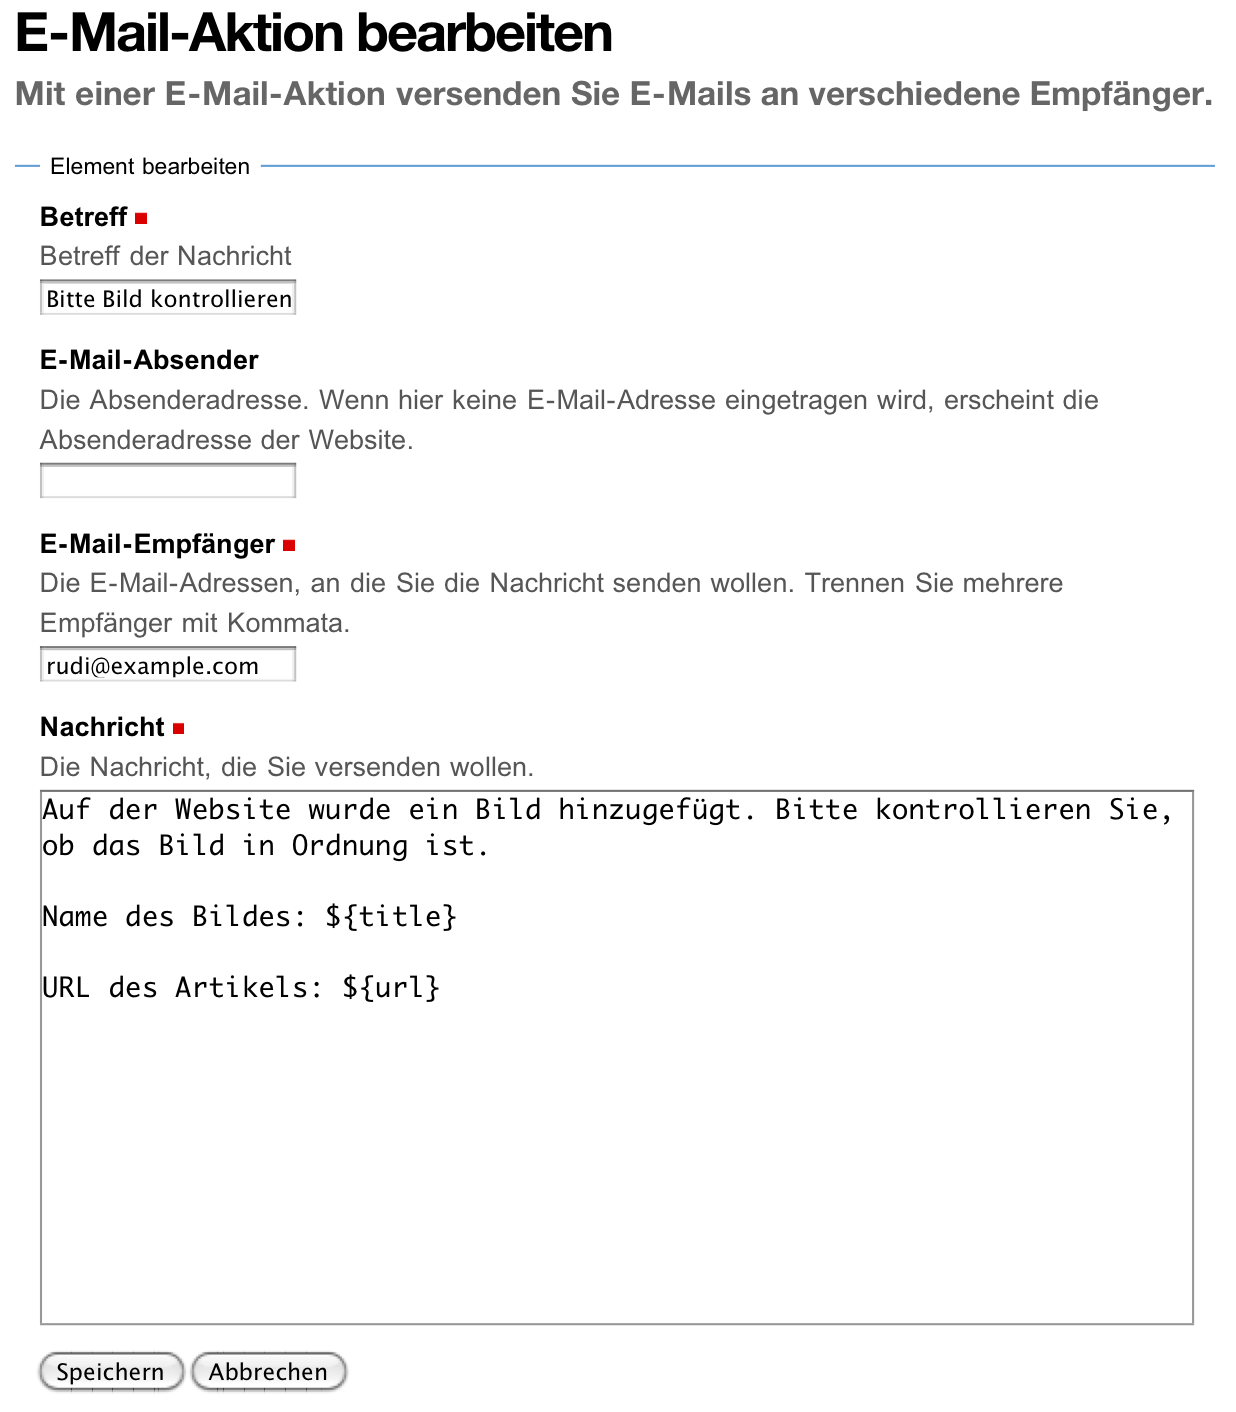 E-Mail-Aktion bearbeiten
Mit einer E-Mail-Aktion versenden Sie E-Mails an verschiedene Empfänger.
Element bearbeiten
Betreff
Betreff der Nachricht
Bitte Bild kontrollieren
E-Mail-Absender
Die Absenderadresse. Wenn hier keine E-Mail-Adresse eingetragen wird, erscheint die
Absenderadresse der Website.
E-Mail-Empfänger
Die E-Mail-Adressen, an die Sie die Nachricht senden wollen. Trennen Sie mehrere
Empfänger mit Kommata.
rudi@example.com
Nachricht
Die Nachricht, die Sie versenden wollen.
Auf der Website wurde ein Bild hinzugefügt. Bitte kontrollieren Sie,
ob das Bild in Ordnung ist.
Name des Bildes: ${title}
URL des Artikels: ${url}
Speichern Abbrechen